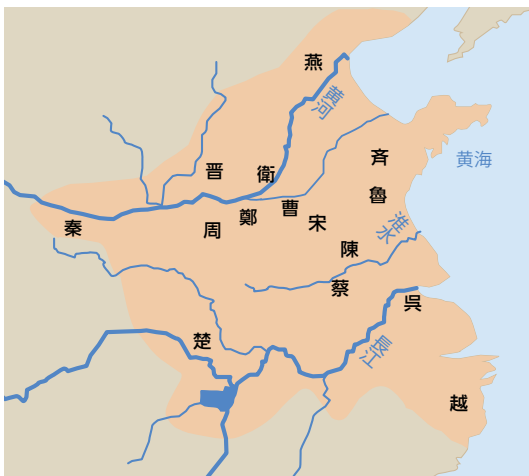 燕
黄河
晋
衛
斉
黄海
魯
曹
鄭
宋
秦
周
淮水
陳
蔡
呉
楚
長江
越